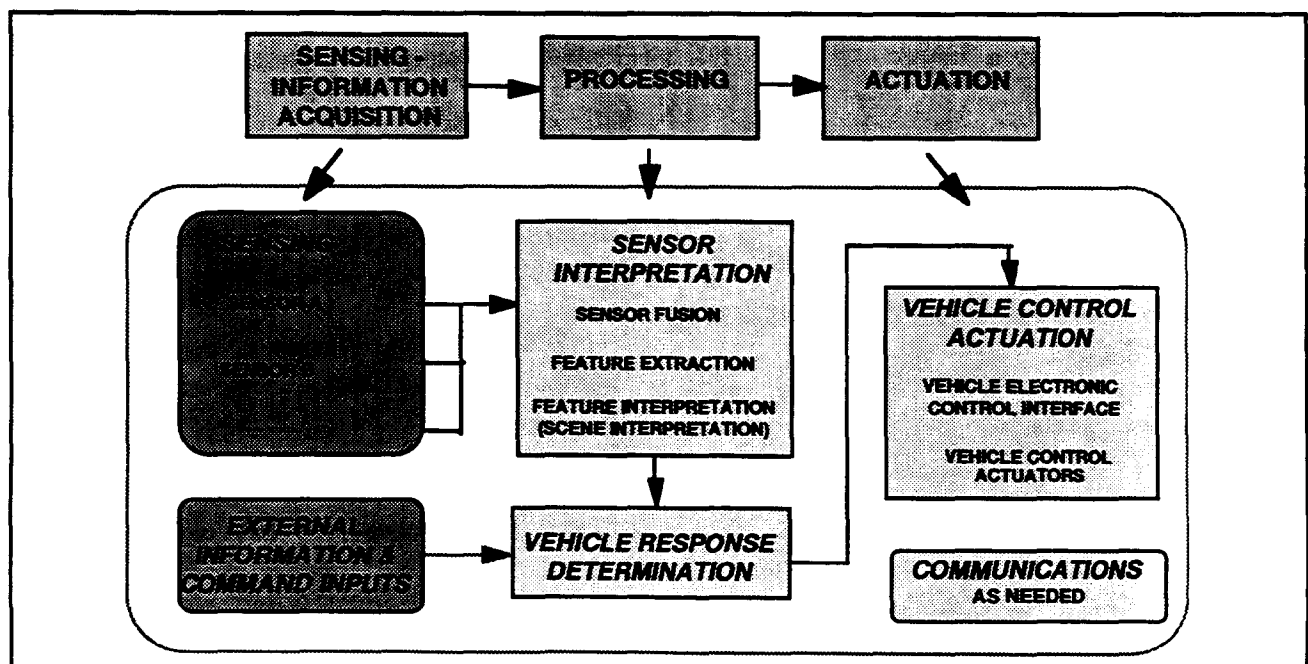 SENSING -
INFORMATION
ACQUISITION
PROCESSING
ACTUATION
SENSING
SENSOR
INTERPRETATION
SENSOR FUSION
FEATURE EXTRACTION
FEATURE INTERPRETATION
(SCENE INTERPRETATION)
VEHICLE CONTROL
ACTUATION
VEHICLE ELECTRONIC
CONTROL INTERFACE
VEHICLE CONTROL
ACTUATORS
EXTERNAL
INFORMATION &
COMMAND INPUTS
VEHICLE RESPONSE
DETERMINATION
COMMUNICATIONS
AS NEEDED